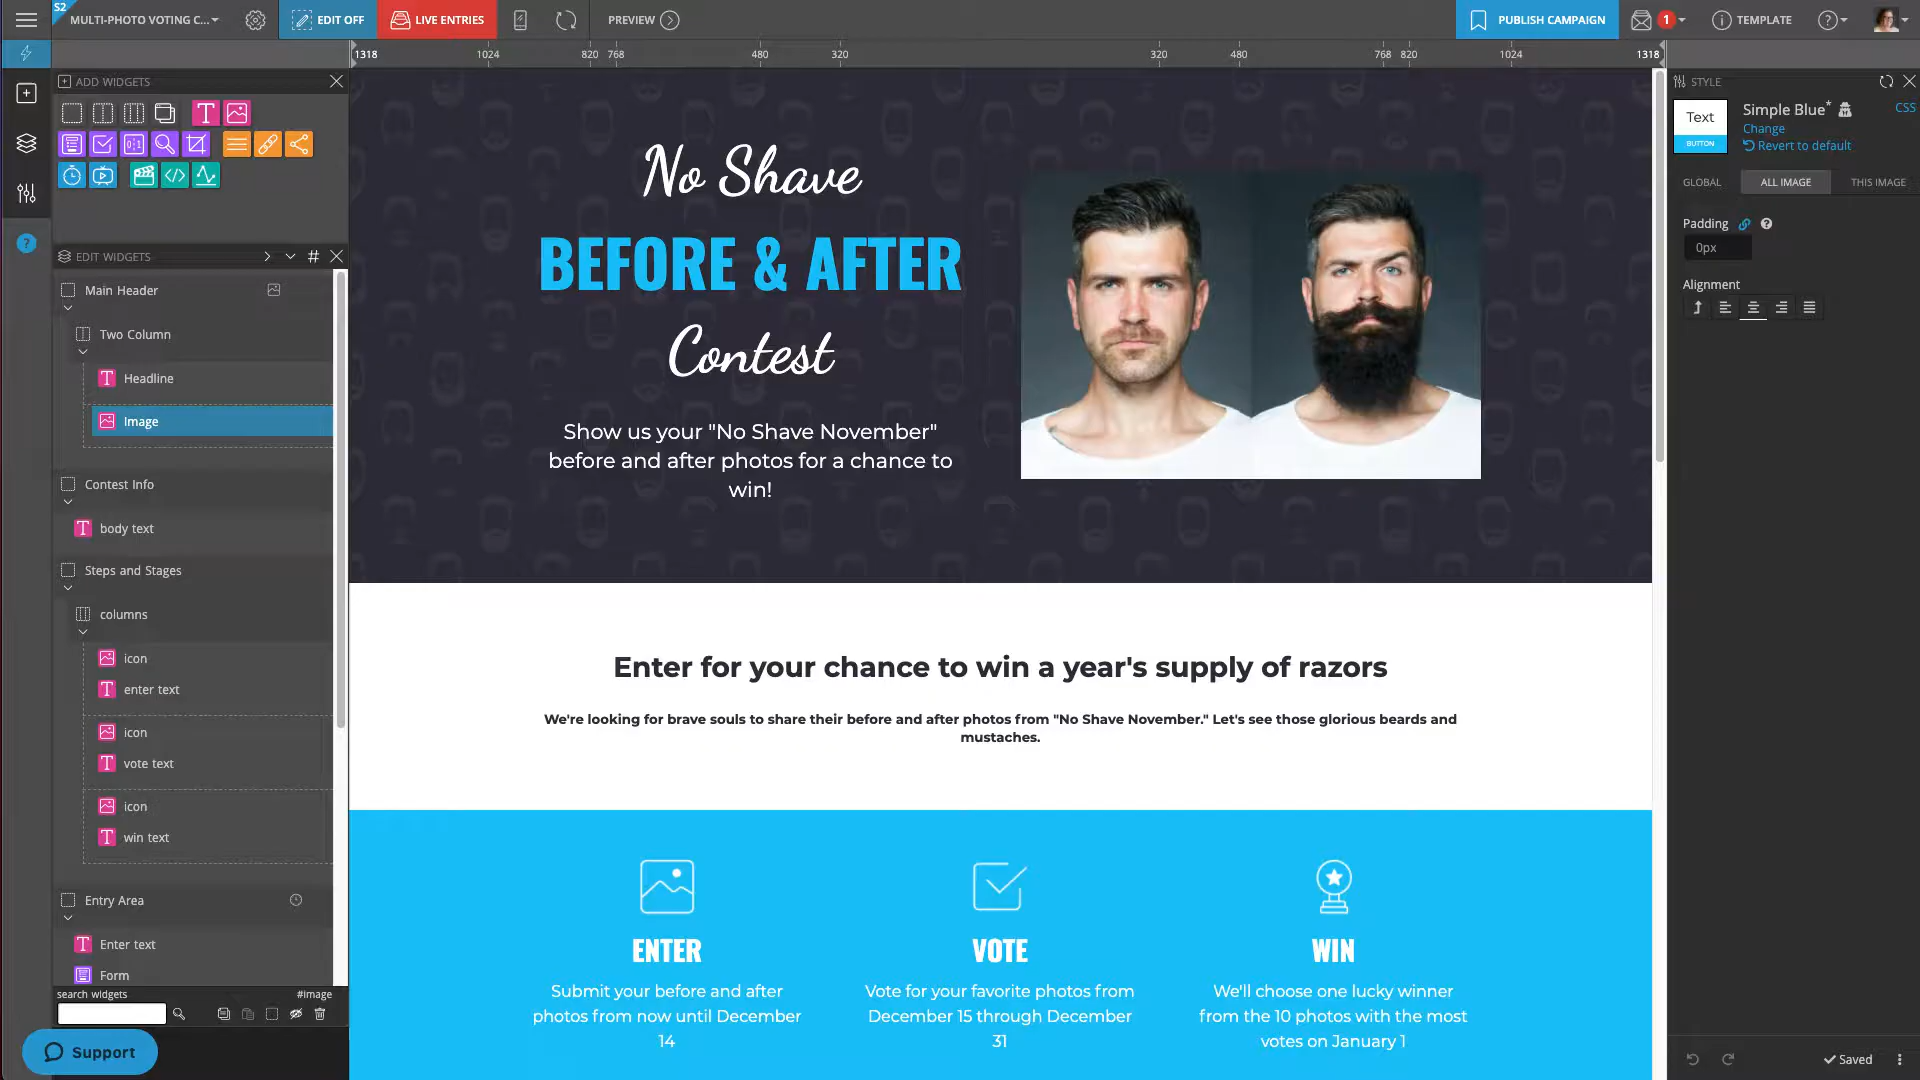 S2
MULTI-PHOTO VOTING C...
EDIT OFF
LIVE ENTRIES
PREVIEW
PUBLISH CAMPAIGN
1
TEMPLATE
?
1318
1024
820
768
480
320
320
480
768
820
1024
1318
ADD WIDGETS
T
EDIT WIDGETS
#
Main Header
Two Column
T Headline
Image
Contest Info
T body text
Steps and Stages
columns
icon
T enter text
icon
T vote text
icon
T win text
Entry Area
T Enter text
Form
search widgets
#image
Support
No Shave
BEFORE & AFTER
Contest
Show us your "No Shave November"
before and after photos for a chance to
win!
Enter for your chance to win a year's supply of razors
We're looking for brave souls to share their before and after photos from "No Shave November." Let's see those glorious beards and
mustaches.
ENTER
Submit your before and after
photos from now until December
14
VOTE
Vote for your favorite photos from
December 15 through December
31
WIN
We'll choose one lucky winner
from the 10 photos with the most
votes on January 1
STYLE
Text
BUTTON
Simple Blue*
CSS
Change
Revert to default
GLOBAL
ALL IMAGE
THIS IMAGE
Padding
?
0px
Alignment
Saved